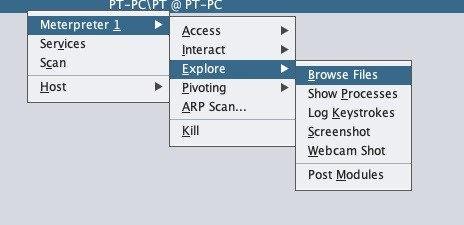 PT-PC\PT @ PT-PC
Meterpreter 1
Services
Scan
Host
Access
Interact
Explore
Pivoting
ARP Scan...
Kill
Browse Files
Show Processes
Log Keystrokes
Screenshot
Webcam Shot
Post Modules